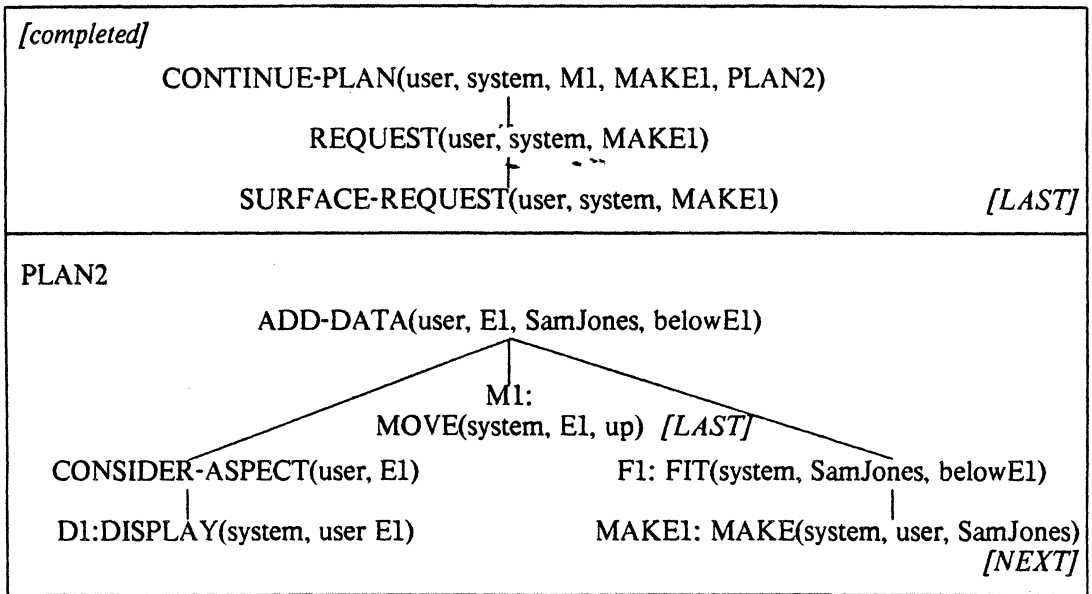 [completed]
CONTINUE-PLAN(user, system, M1, MAKE1, PLAN2)
REQUEST(user, system, MAKE1)
SURFACE-REQUEST(user, system, MAKE1) [LAST]
PLAN2
ADD-DATA(user, E1, SamJones, belowE1)
M1:
MOVE(system, E1, up) [LAST]
CONSIDER-ASPECT(user, E1) F1: FIT(system, SamJones, belowE1)
D1:DISPLAY(system, user E1) MAKE1: MAKE(system, user, SamJones)
[NEXT]